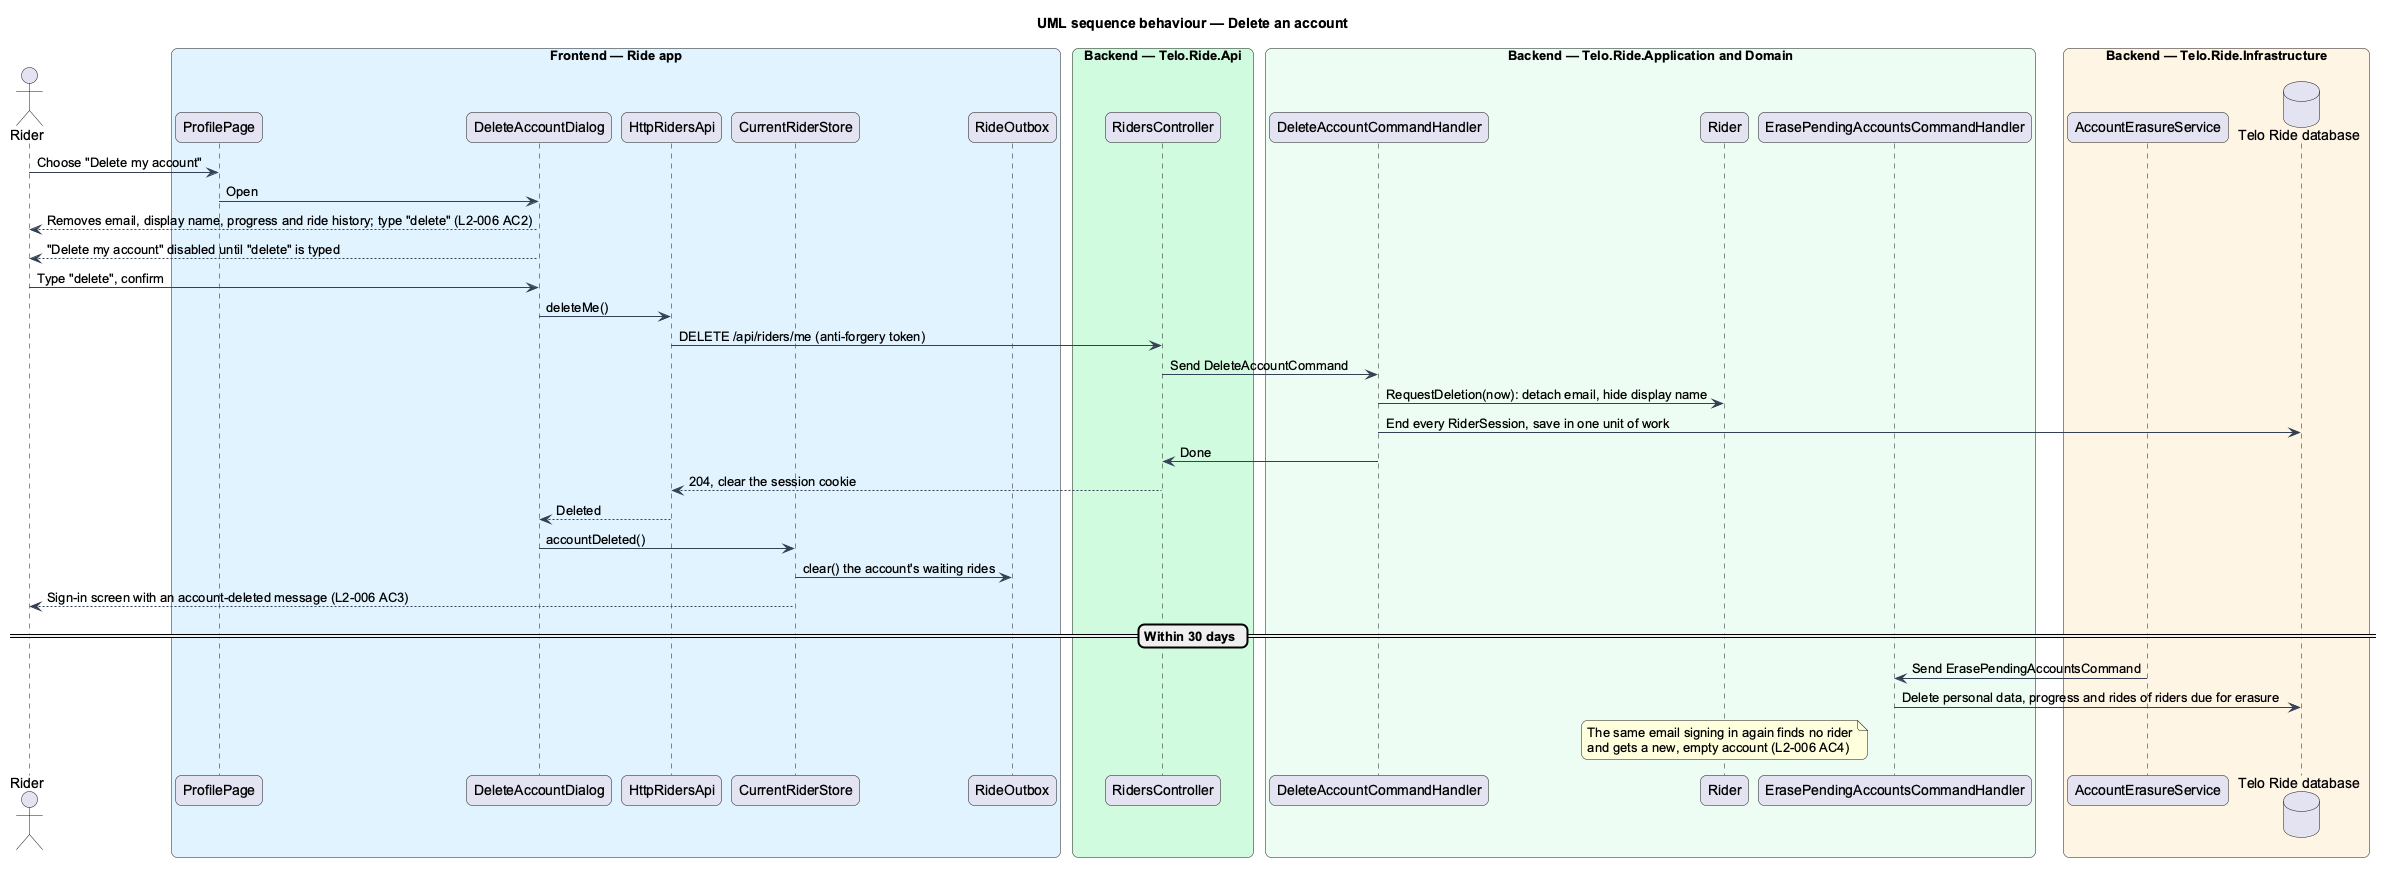 UML sequence behaviour — Delete an account
Frontend — Ride app
Backend — Telo.Ride.Api
Backend — Telo.Ride.Application and Domain
Backend — Telo.Ride.Infrastructure
Rider
ProfilePage
DeleteAccountDialog
HttpRidersApi
CurrentRiderStore
RideOutbox
RidersController
DeleteAccountCommandHandler
Rider
ErasePendingAccountsCommandHandler
AccountErasureService
Telo Ride database
Choose "Delete my account"
Open
Removes email, display name, progress and ride history; type "delete" (L2-006 AC2)
"Delete my account" disabled until "delete" is typed
Type "delete", confirm
deleteMe()
DELETE /api/riders/me (anti-forgery token)
Send DeleteAccountCommand
RequestDeletion(now): detach email, hide display name
End every RiderSession, save in one unit of work
Done
204, clear the session cookie
Deleted
accountDeleted()
clear() the account's waiting rides
Sign-in screen with an account-deleted message (L2-006 AC3)
Within 30 days
Send ErasePendingAccountsCommand
Delete personal data, progress and rides of riders due for erasure
The same email signing in again finds no rider
and gets a new, empty account (L2-006 AC4)
Rider
ProfilePage
DeleteAccountDialog
HttpRidersApi
CurrentRiderStore
RideOutbox
RidersController
DeleteAccountCommandHandler
Rider
ErasePendingAccountsCommandHandler
AccountErasureService
Telo Ride database